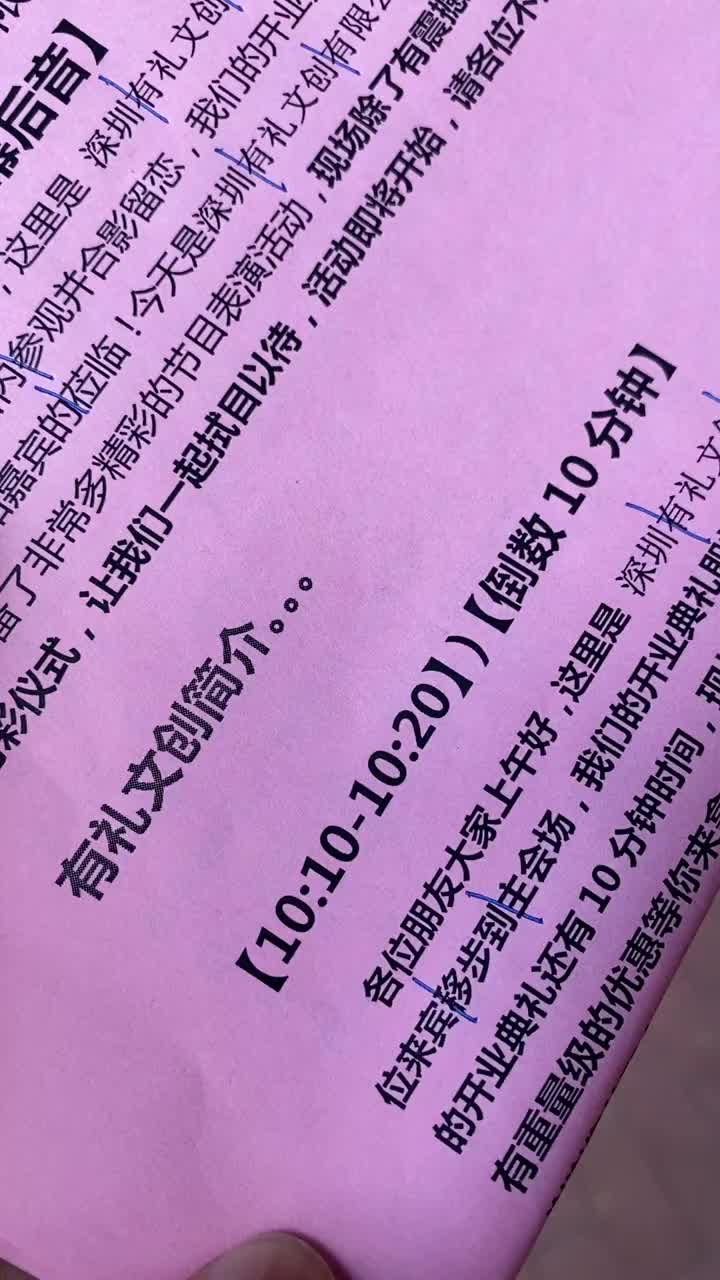 幕后音】
，这里是 深圳有礼文创
内参观并合影留恋，我们的开业
嘉宾的莅临！今天是深圳有礼文创有限公
了非常多精彩的节目表演活动，现场除了有震撼
彩仪式，让我们一起拭目以待，活动即将开始，请各位不
有礼文创简介。。。
【10:10-10:20】）【倒数 10 分钟】
各位朋友大家上午好，这里是 深圳有礼文创
位来宾移步到主会场，我们的开业典礼即
的开业典礼还有 10 分钟时间，现
有重量级的优惠等你来拿